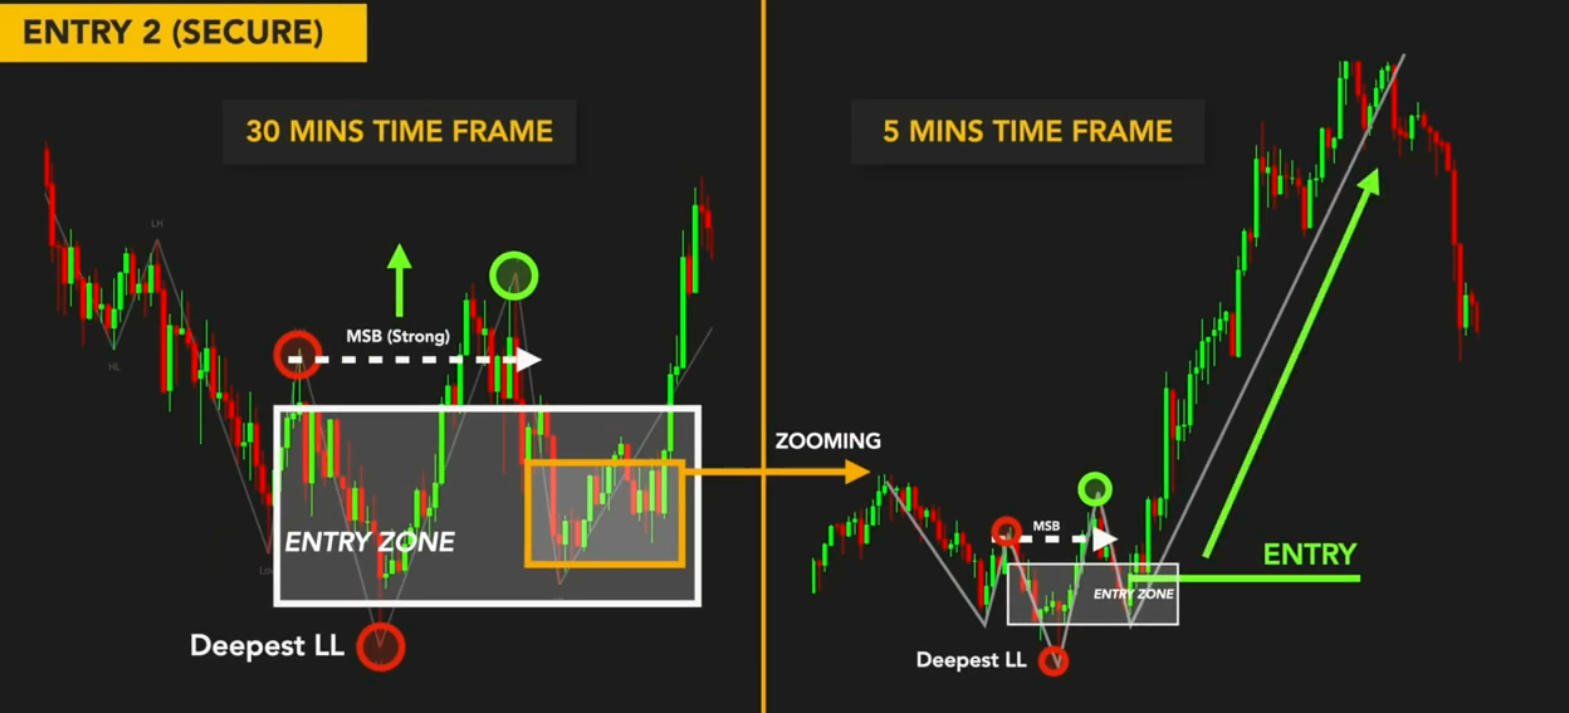 ENTRY 2 (SECURE)
30 MINS TIME FRAME
LH
MSB (Strong)
HL
ENTRY ZONE
Deepest LL
ZOOMING
5 MINS TIME FRAME
MSB
ENTRY
ENTRY ZONE
Deepest LL